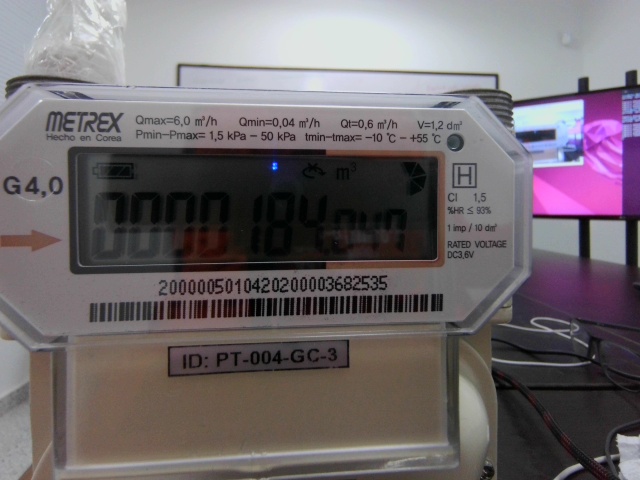 METREX
Hecho en Corea
Qmax=6,0 m³/h Qmin=0,04 m³/h Qt=0,6 m³/h V=1,2 dm³
Pmin-Pmax= 1,5 kPa - 50 kPa tmin-tmax= -10 °C - +55 °C
G4,0
m³
H
Cl 1,5
%HR ≤ 93%
1 imp / 10 dm³
RATED VOLTAGE
DC3,6V
20000050104202000003682535
ID: PT-004-GC-3